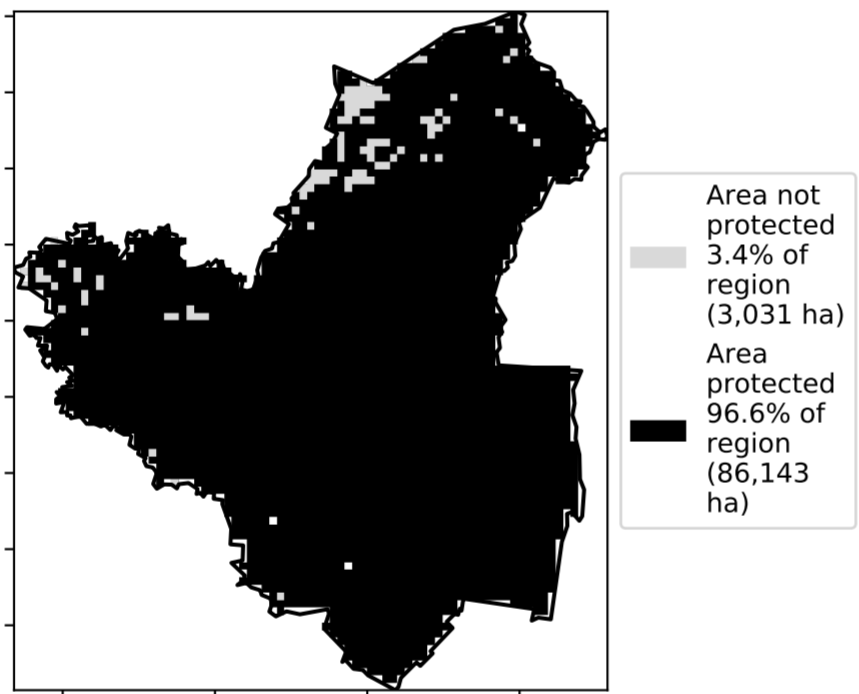 Area not
protected
3.4% of
region
(3,031 ha)
Area
protected
96.6% of
region
(86,143
ha)